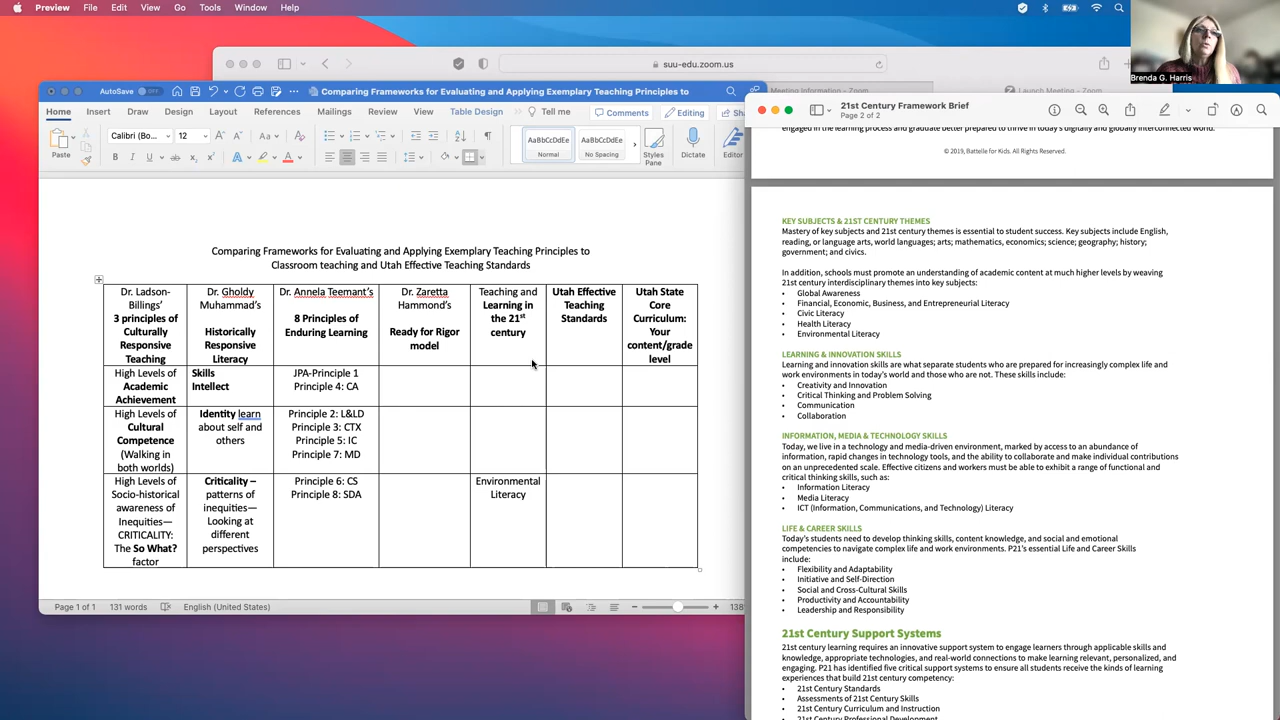 Preview File Edit View Go Tools Window Help
Brenda G. Harris
suu-edu.zoom.us
AutoSave OFF Comparing Frameworks for Evaluating and Applying Exemplary Teaching Principles to
Meeting Information - Zoom Launch Meeting - Zoom
Home Insert Draw Design Layout Table Design Layout Tell me Comments Editing
Calibri (Bo... 12
Paste
AaBbCcDdEe AaBbCcDdEe
Normal No Spacing
Styles
Pane
Dictate
Editor
Comparing Frameworks for Evaluating and Applying Exemplary Teaching Principles to
Classroom teaching and Utah Effective Teaching Standards
Dr. Ladson-
Billings’
3 principles of
Culturally
Responsive
Teaching
Dr. Gholdy
Muhammad’s
Historically
Responsive
Literacy
Dr. Annela Teemant’s
8 Principles of
Enduring Learning
Dr. Zaretta
Hammond’s
Ready for Rigor
model
Teaching and
Learning in
the 21st
century
Utah Effective
Teaching
Standards
Utah State
Core
Curriculum:
Your
content/grade
level
High Levels of
Academic
Achievement
Skills
Intellect
JPA-Principle 1
Principle 4: CA
High Levels of
Cultural
Competence
(Walking in
both worlds)
Identity learn
about self and
others
Principle 2: L&LD
Principle 3: CTX
Principle 5: IC
Principle 7: MD
High Levels of
Socio-historical
awareness of
Inequities—
CRITICALITY:
The So What?
factor
Criticality –
patterns of
inequities—
Looking at
different
perspectives
Principle 6: CS
Principle 8: SDA
Environmental
Literacy
Page 1 of 1 131 words English (United States)
21st Century Framework Brief
Page 2 of 2
engaged in the learning process and graduate better prepared to thrive in today's digitally and globally interconnected world.
© 2019, Battelle for Kids. All Rights Reserved.
KEY SUBJECTS & 21ST CENTURY THEMES
Mastery of key subjects and 21st century themes is essential to student success. Key subjects include English,
reading, or language arts, world languages; arts; mathematics, economics; science; geography; history;
government; and civics.
In addition, schools must promote an understanding of academic content at much higher levels by weaving
21st century interdisciplinary themes into key subjects:
• Global Awareness
• Financial, Economic, Business, and Entrepreneurial Literacy
• Civic Literacy
• Health Literacy
• Environmental Literacy
LEARNING & INNOVATION SKILLS
Learning and innovation skills are what separate students who are prepared for increasingly complex life and
work environments in today's world and those who are not. These skills include:
• Creativity and Innovation
• Critical Thinking and Problem Solving
• Communication
• Collaboration
INFORMATION, MEDIA & TECHNOLOGY SKILLS
Today, we live in a technology and media-driven environment, marked by access to an abundance of
information, rapid changes in technology tools, and the ability to collaborate and make individual contributions
on an unprecedented scale. Effective citizens and workers must be able to exhibit a range of functional and
critical thinking skills, such as:
• Information Literacy
• Media Literacy
• ICT (Information, Communications, and Technology) Literacy
LIFE & CAREER SKILLS
Today's students need to develop thinking skills, content knowledge, and social and emotional
competencies to navigate complex life and work environments. P21's essential Life and Career Skills
include:
• Flexibility and Adaptability
• Initiative and Self-Direction
• Social and Cross-Cultural Skills
• Productivity and Accountability
• Leadership and Responsibility
21st Century Support Systems
21st century learning requires an innovative support system to engage learners through applicable skills and
knowledge, appropriate technologies, and real-world connections to make learning relevant, personalized, and
engaging. P21 has identified five critical support systems to ensure all students receive the kinds of learning
experiences that build 21st century competency:
• 21st Century Standards
• Assessments of 21st Century Skills
• 21st Century Curriculum and Instruction
• 21st Century Professional Development